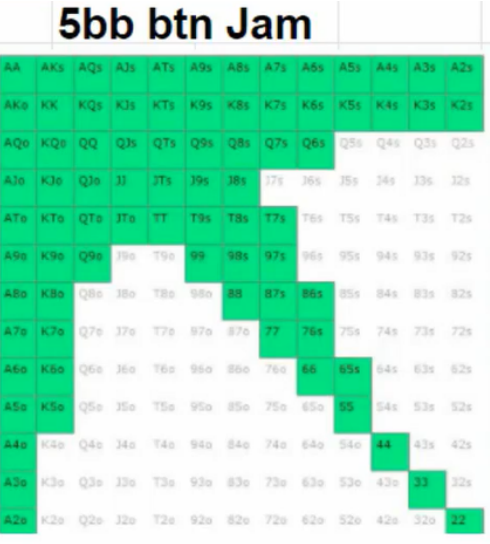 5bb btn Jam
AA AKs AQs AJs ATs A9s A8s A7s A6s A5s A4s A3s A2s
AKo KK KQs KJs KTs K9s K8s K7s K6s K5s K4s K3s K2s
AQo KQo QQ QJs QTs Q9s Q8s Q7s Q6s Q5s Q4s Q3s Q2s
AJo KJo QJo JJ JTs J9s J8s J7s J6s J5s J4s J3s J2s
ATo KTo QTo JTo TT T9s T8s T7s T6s T5s T4s T3s T2s
A9o K9o Q9o J9o T9o 99 98s 97s 96s 95s 94s 93s 92s
A8o K8o Q8o J8o T8o 98o 88 87s 86s 85s 84s 83s 82s
A7o K7o Q7o J7o T7o 97o 87o 77 76s 75s 74s 73s 72s
A6o K6o Q6o J6o T6o 96o 86o 76o 66 65s 64s 63s 62s
A5o K5o Q5o J5o T5o 95o 85o 75o 65o 55 54s 53s 52s
A4o K4o Q4o J4o T4o 94o 84o 74o 64o 54o 44 43s 42s
A3o K3o Q3o J3o T3o 93o 83o 73o 63o 53o 43o 33 32s
A2o K2o Q2o J2o T2o 92o 82o 72o 62o 52o 42o 32o 22